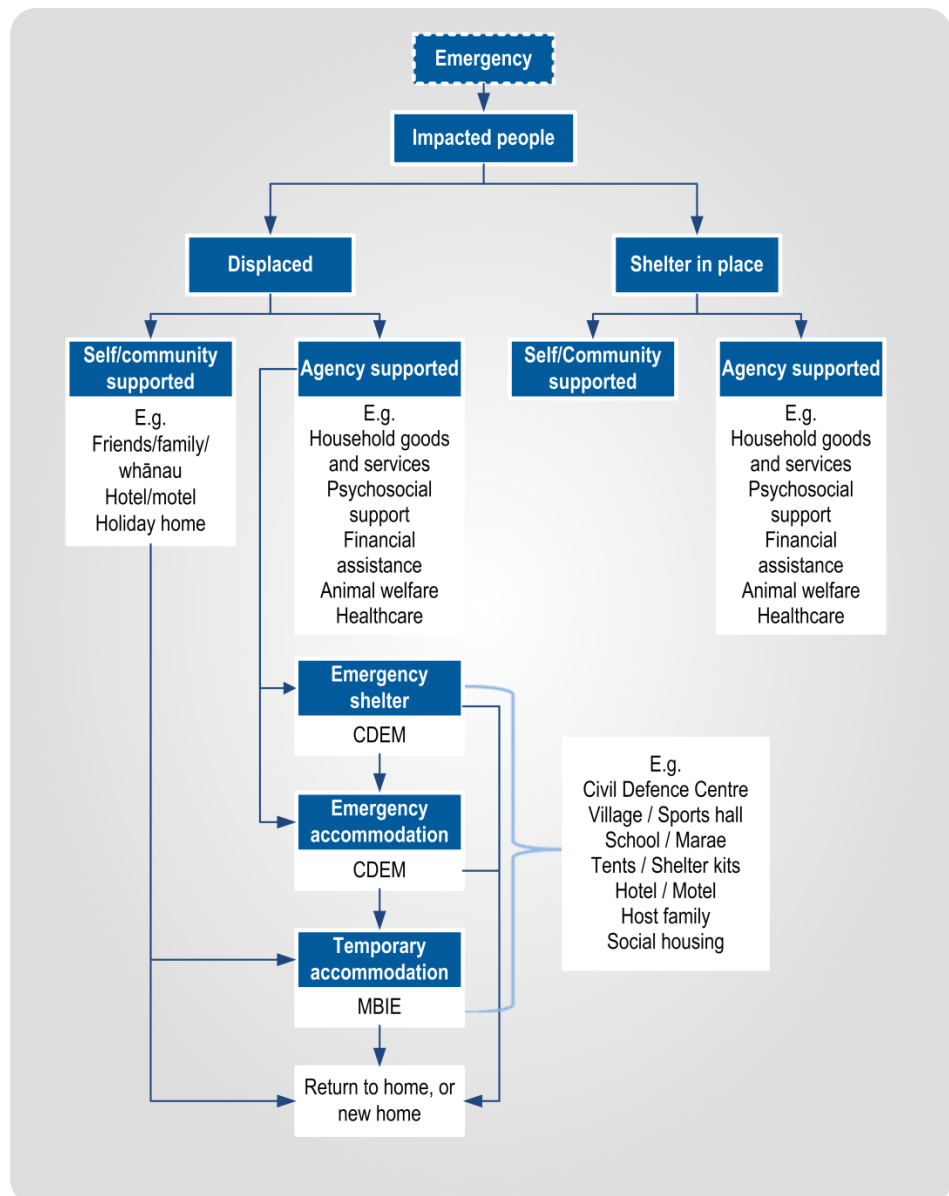 Emergency
Impacted people
Displaced
Shelter in place
Self/community
supported
E.g.
Friends/family/
whānau
Hotel/motel
Holiday home
Agency supported
E.g.
Household goods
and services
Psychosocial
support
Financial
assistance
Animal welfare
Healthcare
Self/Community
supported
Agency supported
E.g.
Household goods
and services
Psychosocial
support
Financial
assistance
Animal welfare
Healthcare
Emergency
shelter
CDEM
Emergency
accommodation
CDEM
Temporary
accommodation
MBIE
E.g.
Civil Defence Centre
Village / Sports hall
School / Marae
Tents / Shelter kits
Hotel / Motel
Host family
Social housing
Return to home, or
new home